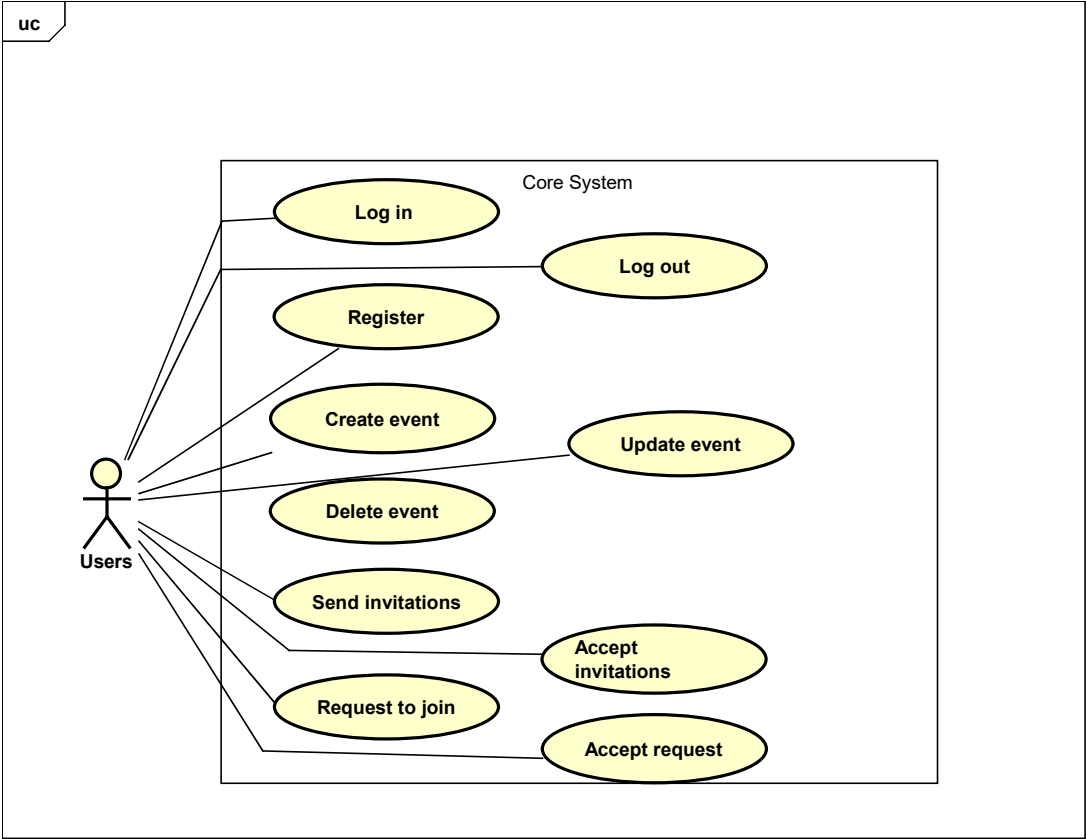 uc
Core System
Log in
Log out
Register
Create event
Update event
Delete event
Users
Send invitations
Accept
invitations
Request to join
Accept request